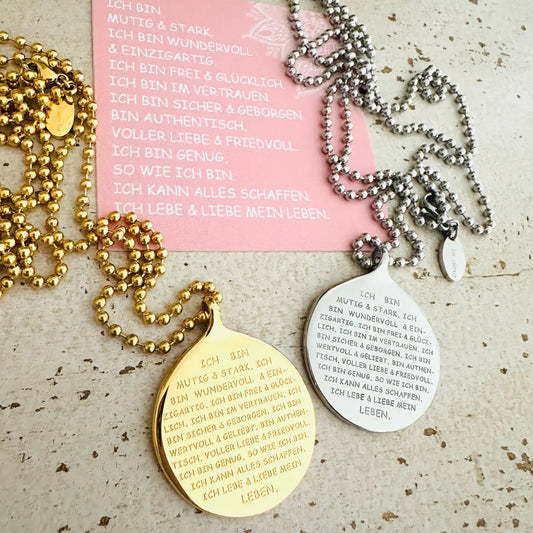 ICH BIN
MUTIG & STARK.
ICH BIN WUNDERVOLL
& EINZIGARTIG.
ICH BIN FREI & GLÜCKLICH
ICH BIN IM VERTRAUEN.
ICH BIN SICHER & GEBORGEN.
BIN AUTHENTISCH,
VOLLER LIEBE & FRIEDVOLL.
ICH BIN GENUG,
SO WIE ICH BIN.
ICH KANN ALLES SCHAFFEN.
ICH LEBE & LIEBE MEIN LEBEN.
ICH BIN
MUTIG & STARK. ICH
BIN WUNDERVOLL & EIN-
ZIGARTIG. ICH BIN FREI & GLÜCK-
LICH. ICH BIN IM VERTRAUEN. ICH
BIN SICHER & GEBORGEN. ICH BIN
WERTVOLL & GELIEBT. BIN AUTHEN-
TISCH, VOLLER LIEBE & FRIEDVOLL.
ICH BIN GENUG, SO WIE ICH BIN.
ICH KANN ALLES SCHAFFEN.
ICH LEBE & LIEBE MEIN
LEBEN.
ICH BIN
MUTIG & STARK. ICH
BIN WUNDERVOLL & EIN-
ZIGARTIG. ICH BIN FREI & GLÜCK-
LICH. ICH BIN IM VERTRAUEN. ICH
BIN SICHER & GEBORGEN. ICH BIN
WERTVOLL & GELIEBT. BIN AUTHEN-
TISCH, VOLLER LIEBE & FRIEDVOLL.
ICH BIN GENUG, SO WIE ICH BIN.
ICH KANN ALLES SCHAFFEN.
ICH LEBE & LIEBE MEIN
LEBEN.